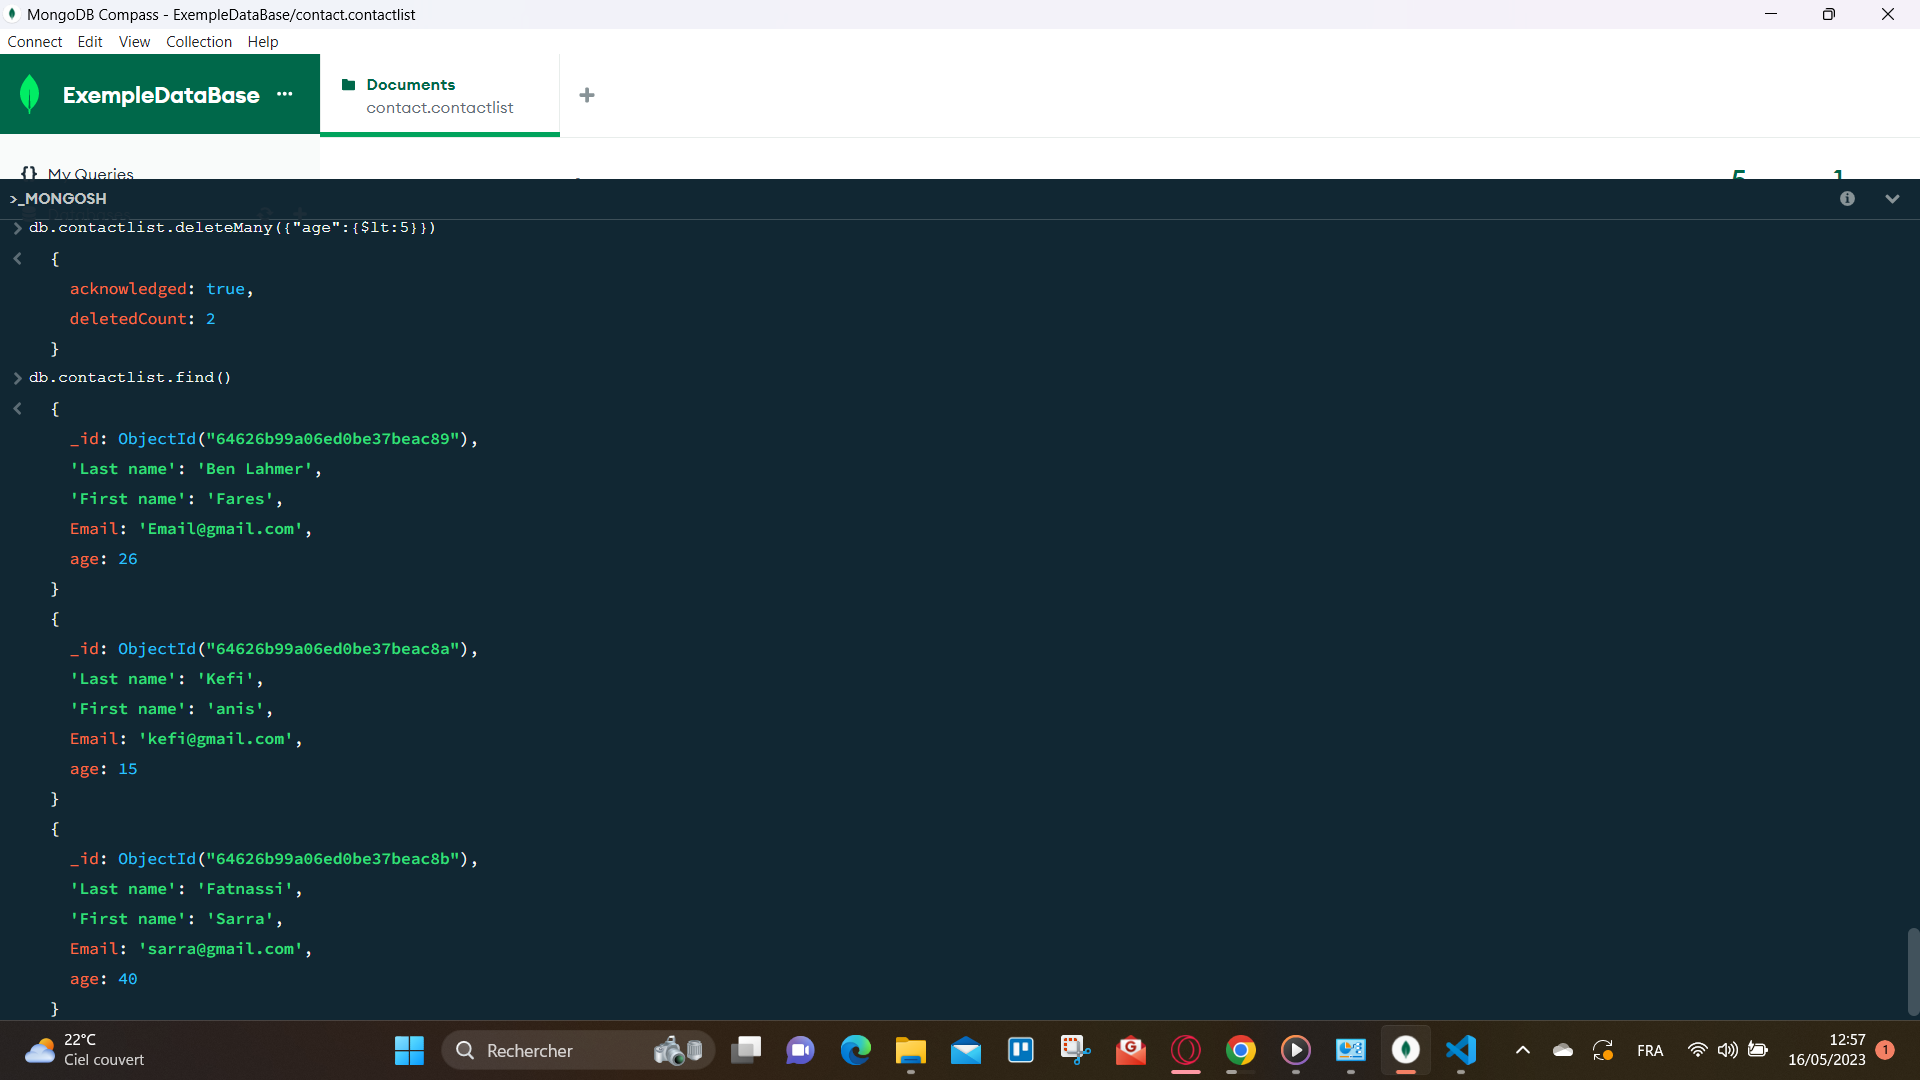 MongoDB Compass - ExempleDataBase/contact.contactlist
Connect Edit View Collection Help
ExempleDataBase ...
Documents
contact.contactlist
{} My Queries
5 1
>_MONGOSH
db.contactlist.deleteMany({"age":{$lt:5}})
{
acknowledged: true,
deletedCount: 2
}
db.contactlist.find()
{
_id: ObjectId("64626b99a06ed0be37beac89"),
'Last name': 'Ben Lahmer',
'First name': 'Fares',
Email: 'Email@gmail.com',
age: 26
}
{
_id: ObjectId("64626b99a06ed0be37beac8a"),
'Last name': 'Kefi',
'First name': 'anis',
Email: 'kefi@gmail.com',
age: 15
}
{
_id: ObjectId("64626b99a06ed0be37beac8b"),
'Last name': 'Fatnassi',
'First name': 'Sarra',
Email: 'sarra@gmail.com',
age: 40
}
22°C
Ciel couvert
Rechercher
FRA
12:57
16/05/2023
1